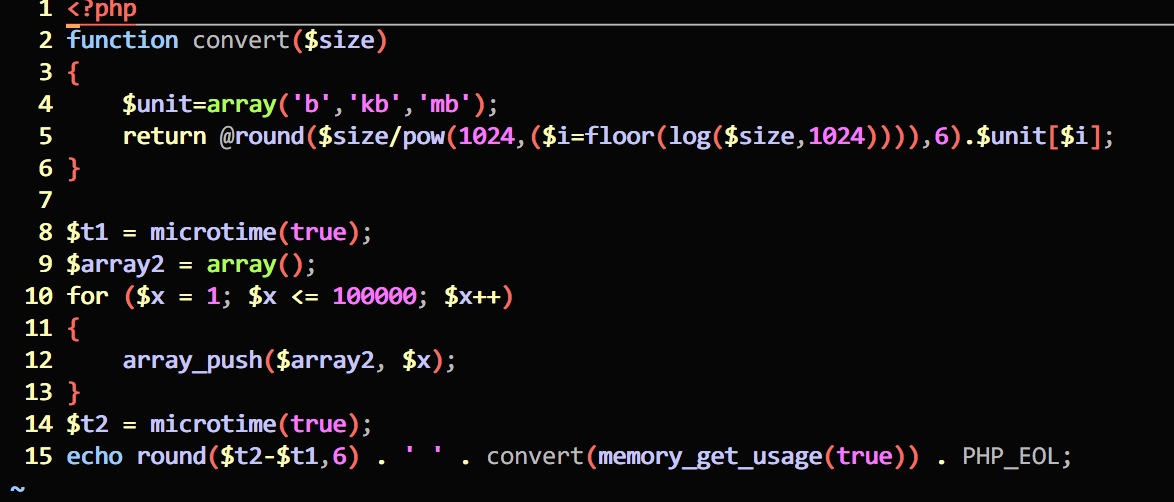 1 <?php
2 function convert($size)
3 {
4     $unit=array('b','kb','mb');
5     return @round($size/pow(1024,($i=floor(log($size,1024)))),6).$unit[$i];
6 }
7
8 $t1 = microtime(true);
9 $array2 = array();
10 for ($x = 1; $x <= 100000; $x++)
11 {
12     array_push($array2, $x);
13 }
14 $t2 = microtime(true);
15 echo round($t2-$t1,6) . ' ' . convert(memory_get_usage(true)) . PHP_EOL;
~